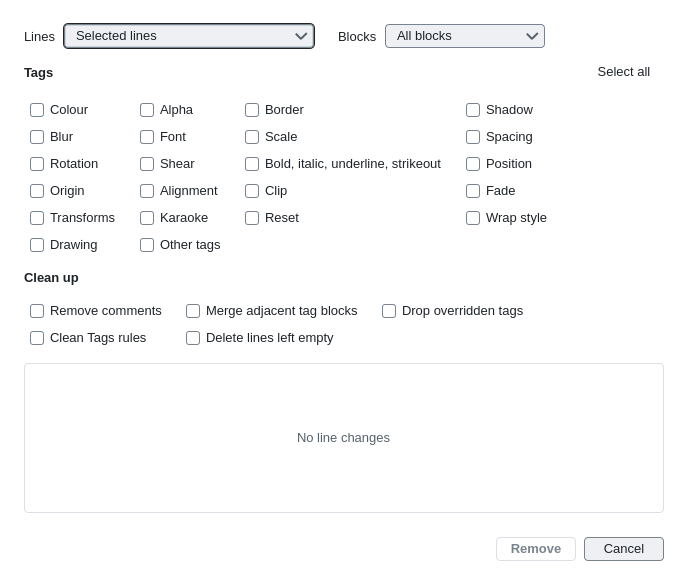 Lines Selected lines Blocks All blocks
Tags Select all
Colour Alpha Border Shadow
Blur Font Scale Spacing
Rotation Shear Bold, italic, underline, strikeout Position
Origin Alignment Clip Fade
Transforms Karaoke Reset Wrap style
Drawing Other tags
Clean up
Remove comments Merge adjacent tag blocks Drop overridden tags
Clean Tags rules Delete lines left empty
No line changes
Remove Cancel